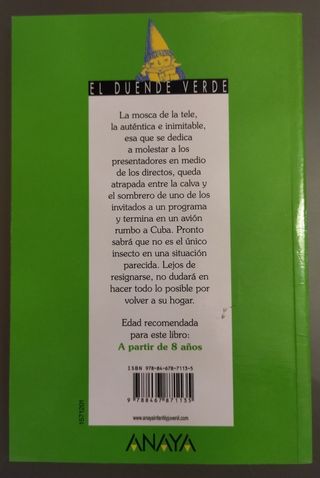 EL DUENDE VERDE
La mosca de la tele,
la auténtica e inimitable,
esa que se dedica
a molestar a los
presentadores en medio
de los directos, queda
atrapada entre la calva y
el sombrero de uno de los
invitados a un programa
y termina en un avión
rumbo a Cuba. Pronto
sabrá que no es el único
insecto en una situación
parecida. Lejos de
resignarse, no dudará en
hacer todo lo posible por
volver a su hogar.
Edad recomendada
para este libro:
A partir de 8 años
ISBN 978-84-678-7113-5
9 788467 871135
www.anayainfantilyjuvenil.com
1571201
ANAYA